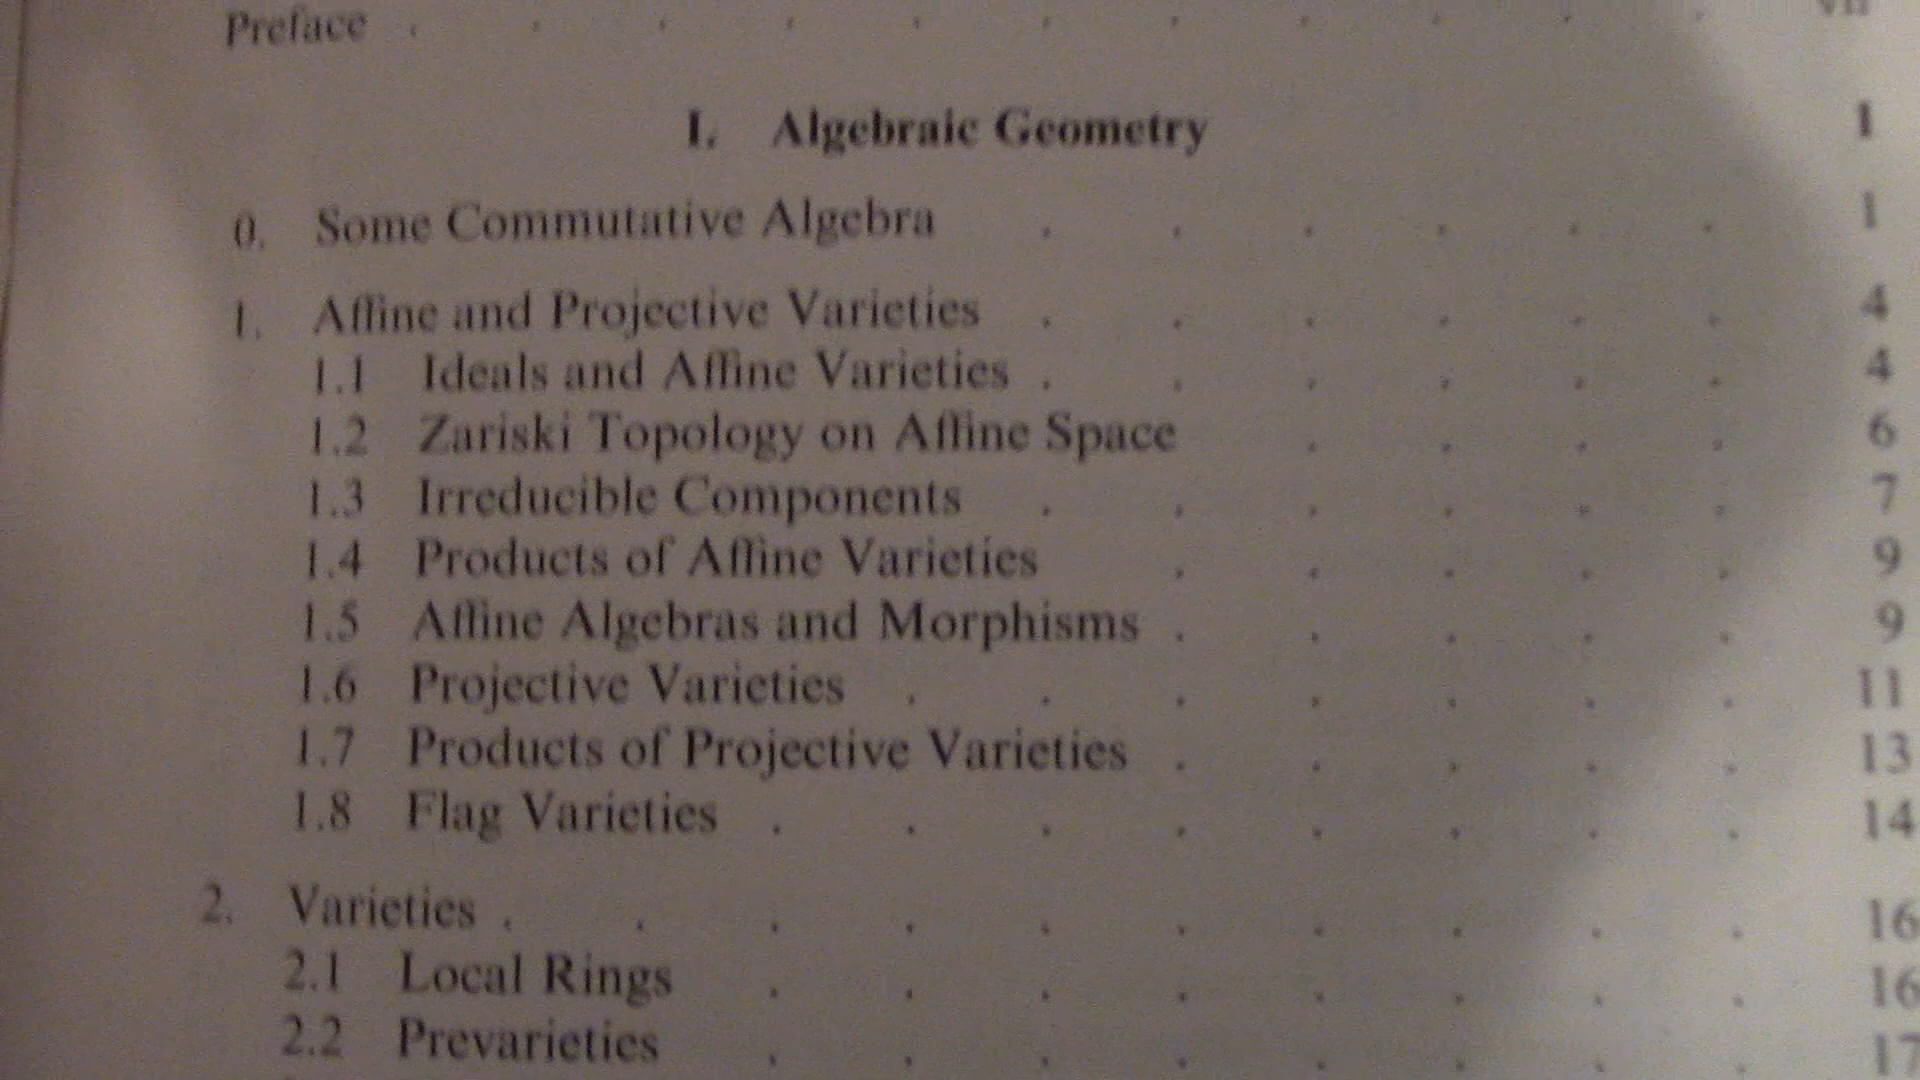 Preface . . . . . . . . . . . vii
I. Algebraic Geometry 1
0. Some Commutative Algebra . . . . . . 1
1. Affine and Projective Varieties . . . . . . 4
1.1 Ideals and Affine Varieties . . . . . . 4
1.2 Zariski Topology on Affine Space . . . . 6
1.3 Irreducible Components . . . . . . 7
1.4 Products of Affine Varieties . . . . . 9
1.5 Affine Algebras and Morphisms . . . . . 9
1.6 Projective Varieties . . . . . . . 11
1.7 Products of Projective Varieties . . . . . 13
1.8 Flag Varieties . . . . . . . . 14
2. Varieties . . . . . . . . . . 16
2.1 Local Rings . . . . . . . . 16
2.2 Prevarieties . . . . . . . . 17